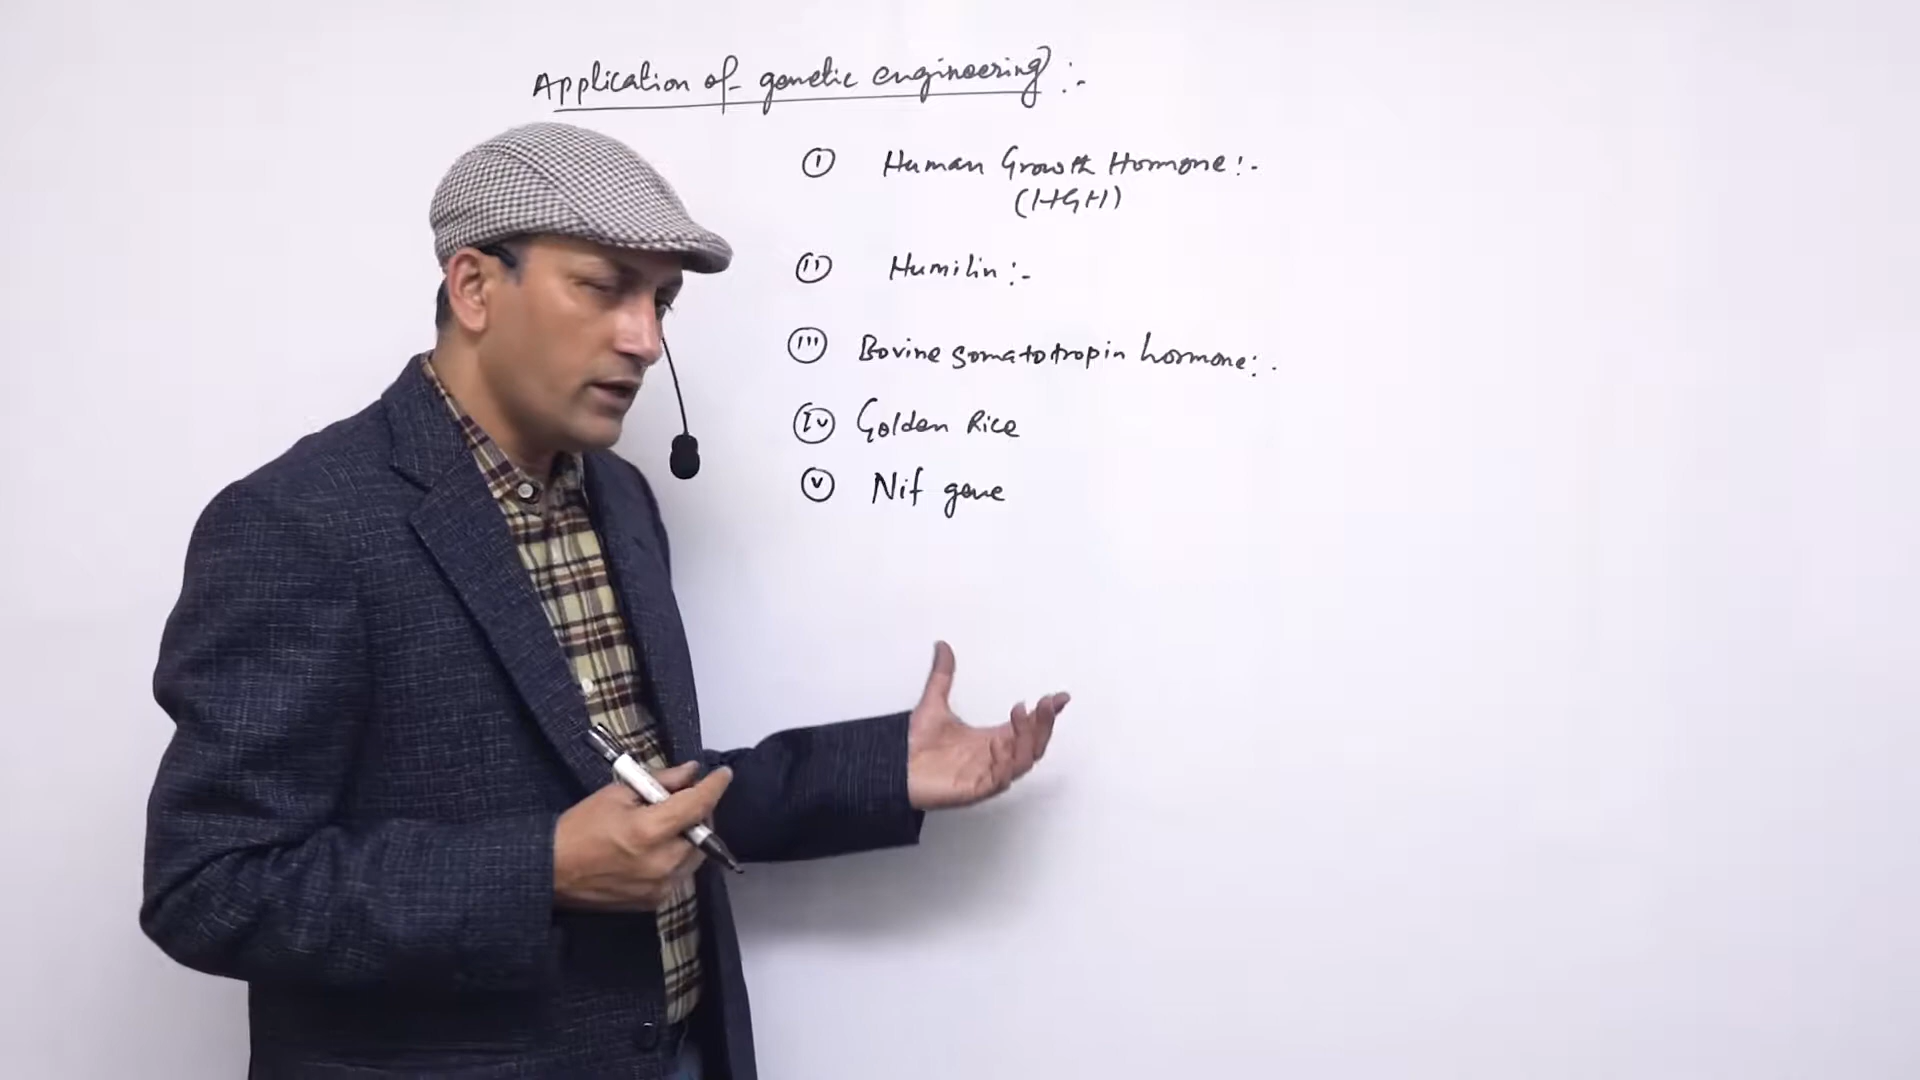 Application of genetic engineering :-
(I) Human Growth Hormone :-
(HGH)
(II) Humilin :-
(III) Bovine somatotropin hormone :-
(IV) Golden Rice
(V) Nif gene